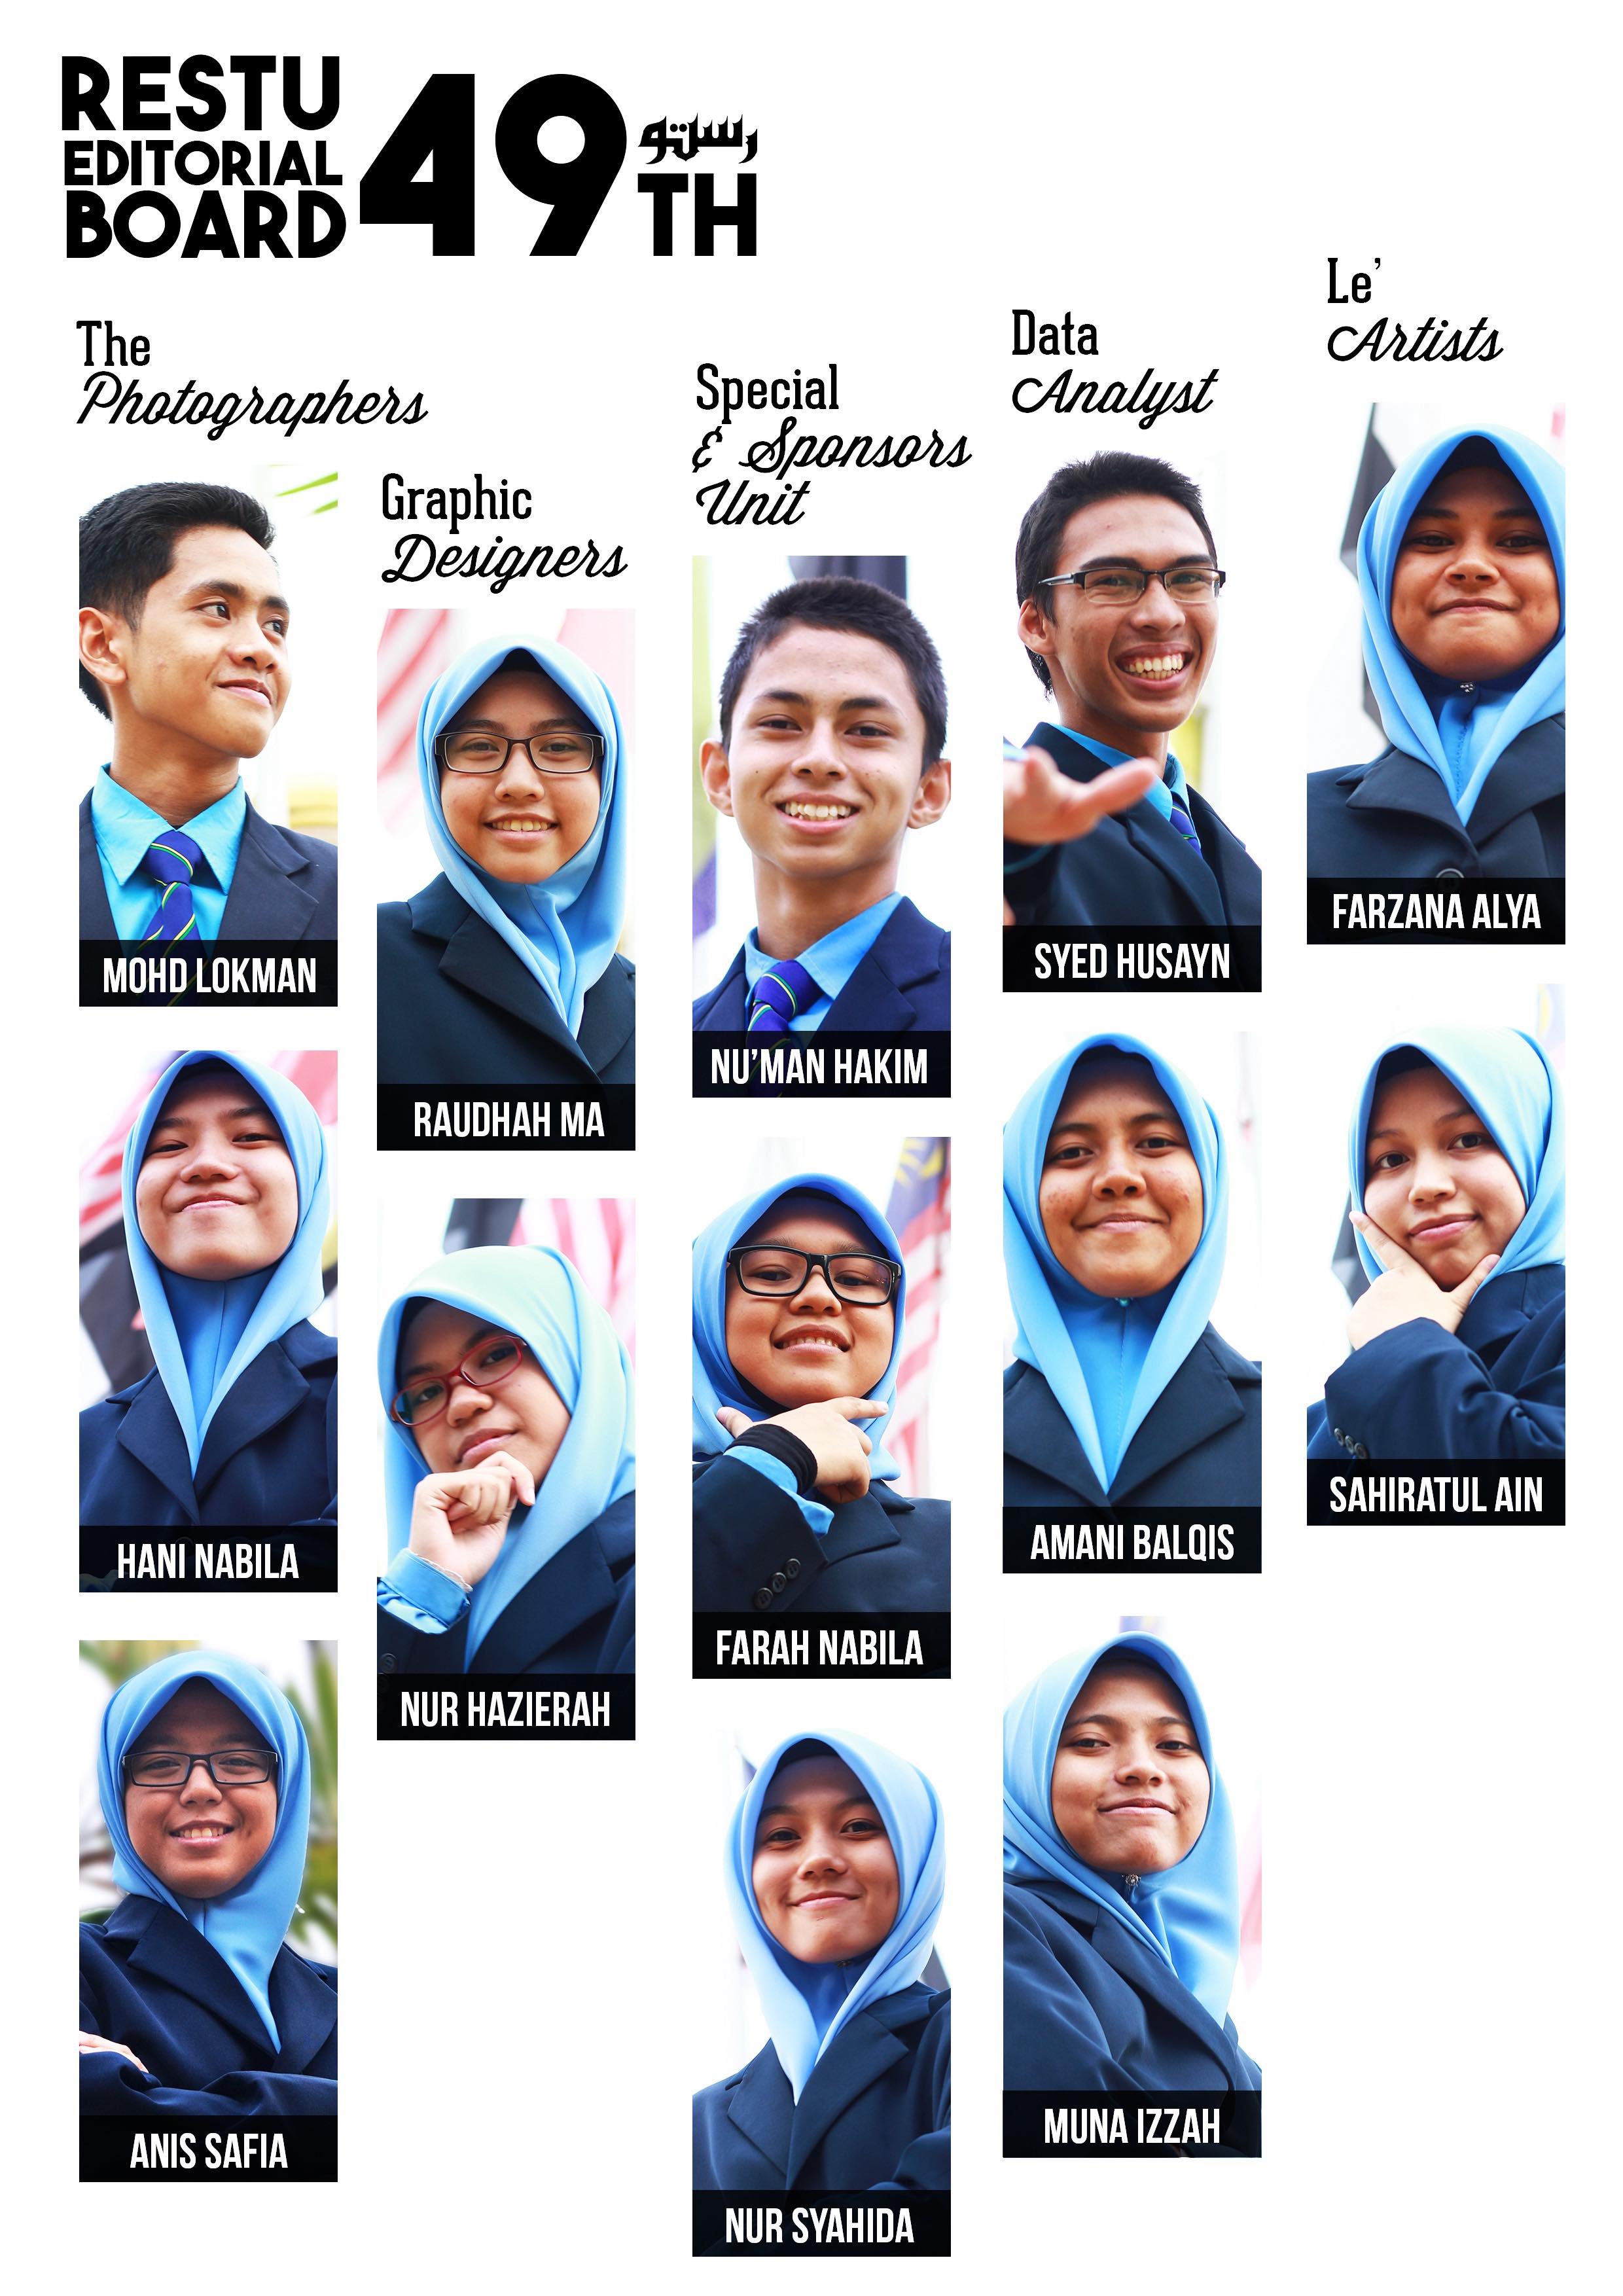 RESTU
EDITORIAL
BOARD
49
رستو
TH
The
Photographers
MOHD LOKMAN
HANI NABILA
ANIS SAFIA
Graphic
Designers
RAUDHAH MA
NUR HAZIERAH
Special
& Sponsors
Unit
NU'MAN HAKIM
FARAH NABILA
NUR SYAHIDA
Data
Analyst
SYED HUSAYN
AMANI BALQIS
MUNA IZZAH
Le'
Artists
FARZANA ALYA
SAHIRATUL AIN